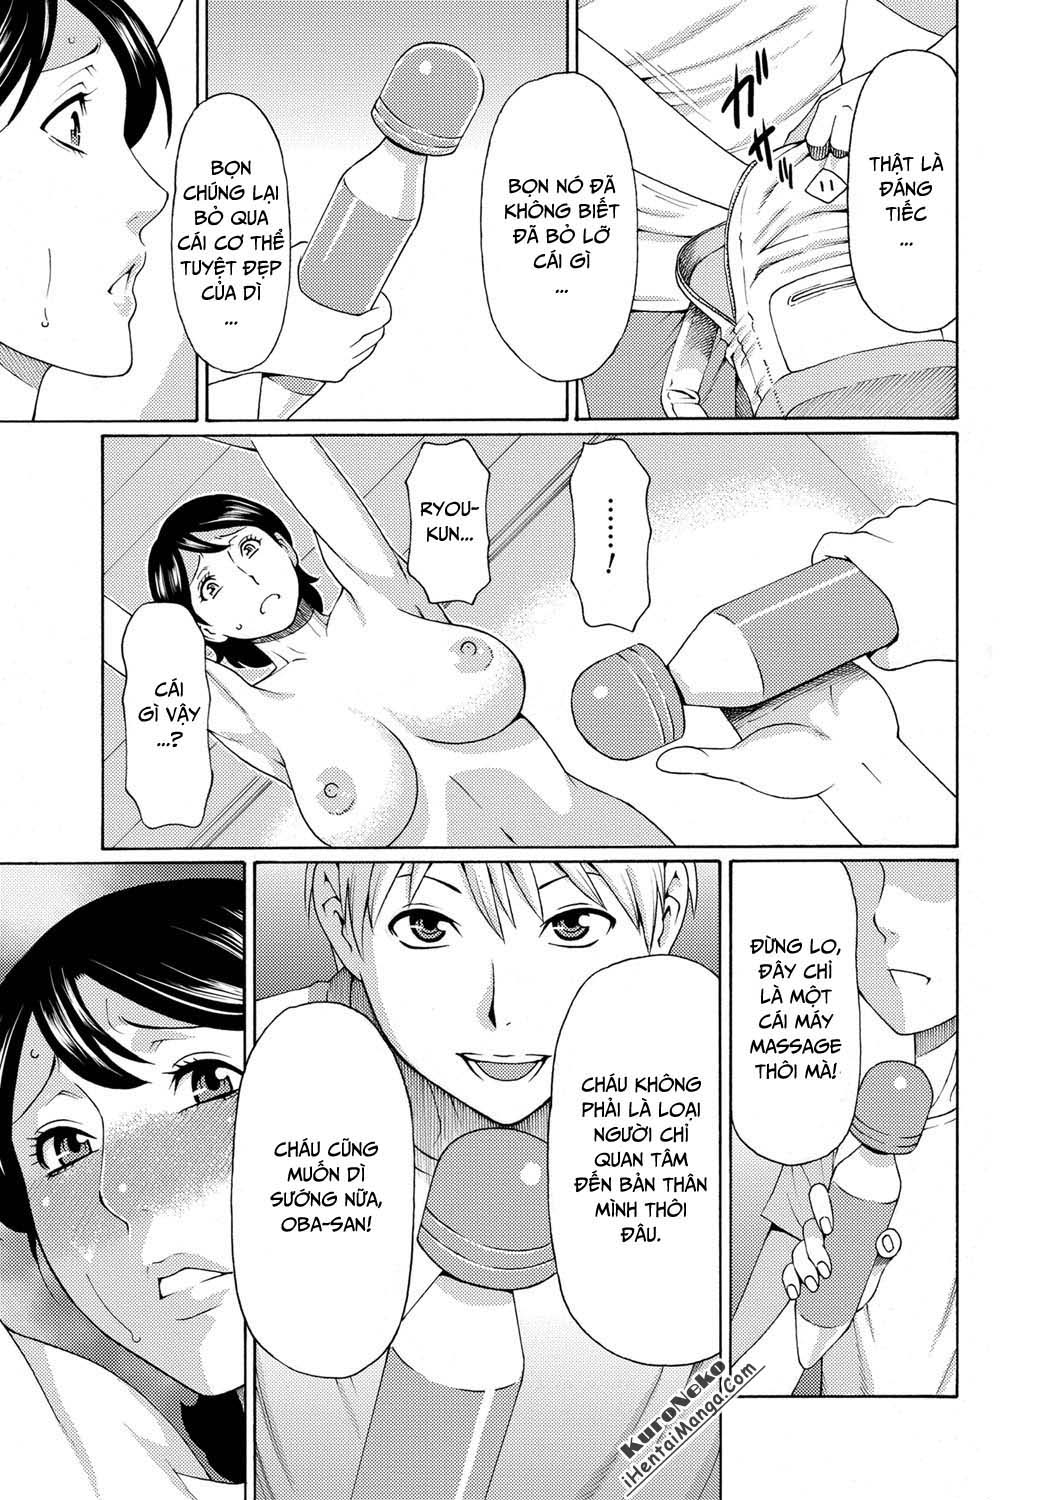 THẬT LÀ
ĐÁNG
TIẾC
...
ガガガッ
BỌN NÓ ĐÃ
KHÔNG BIẾT
ĐÃ BỎ LỠ
CÁI GÌ
...
BỌN
CHÚNG LẠI
BỎ QUA
CÁI CƠ THỂ
TUYỆT ĐẸP
CỦA DÌ
...
......!
RYOU-
KUN...
CÁI
GÌ VẬY
...?
ĐỪNG LO,
ĐÂY CHỈ
LÀ MỘT
CÁI MÁY
MASSAGE
THÔI MÀ!
CHÁU KHÔNG
PHẢI LÀ LOẠI
NGƯỜI CHỈ
QUAN TÂM
ĐẾN BẢN THÂN
MÌNH THÔI
ĐÂU.
CHÁU CŨNG
MUỐN DÌ
SƯỚNG NỮA,
OBA-SAN!
KuroNeko
iHentaiManga.Com